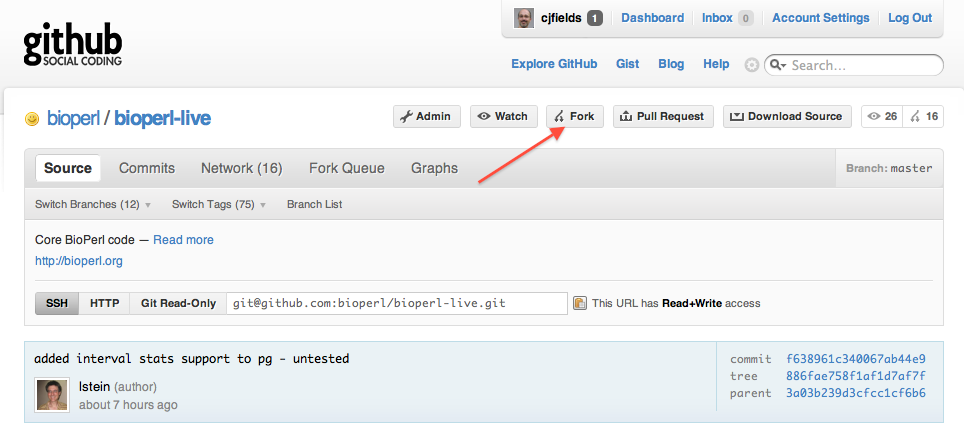 cjfields 1 Dashboard Inbox 0 Account Settings Log Out
github
SOCIAL CODING
Explore GitHub Gist Blog Help Search...
bioperl / bioperl-live
Admin Watch Fork Pull Request Download Source 26 16
Source Commits Network (16) Fork Queue Graphs Branch: master
Switch Branches (12) Switch Tags (75) Branch List
Core BioPerl code — Read more
http://bioperl.org
SSH HTTP Git Read-Only git@github.com:bioperl/bioperl-live.git This URL has Read+Write access
added interval stats support to pg - untested
commit f638961c340067ab44e9
lstein (author)
tree 886fae758f1af1d7af7f
about 7 hours ago
parent 3a03b239d3cfcc1cf6b6